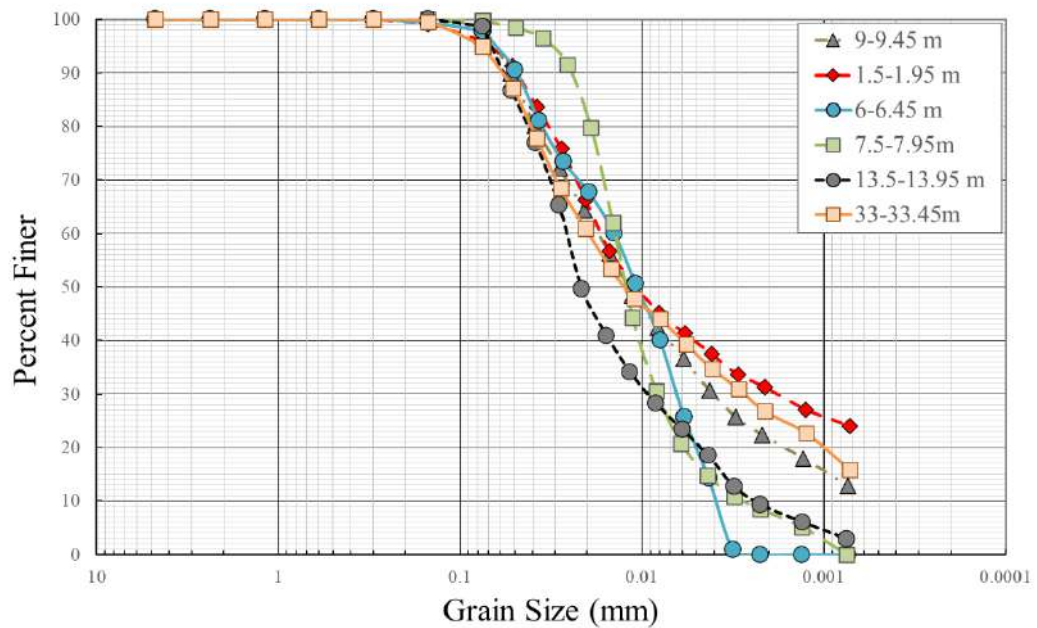 100
90
80
70
60
50
40
30
20
10
0
10
1
0.1
0.01
0.001
0.0001
Percent Finer
Grain Size (mm)
9-9.45 m
1.5-1.95 m
6-6.45 m
7.5-7.95m
13.5-13.95 m
33-33.45m